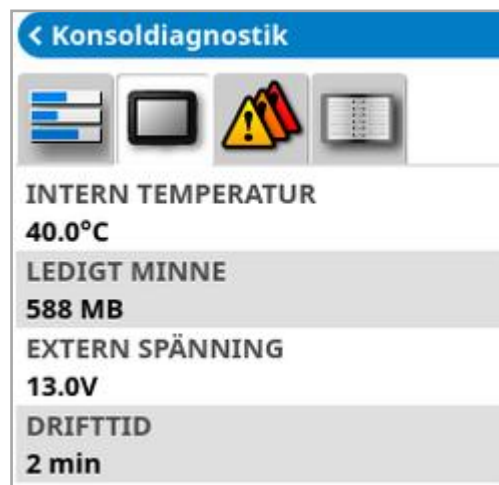 < Konsoldiagnostik
INTERN TEMPERATUR
40.0°C
LEDIGT MINNE
588 MB
EXTERN SPÄNNING
13.0V
DRIFTTID
2 min